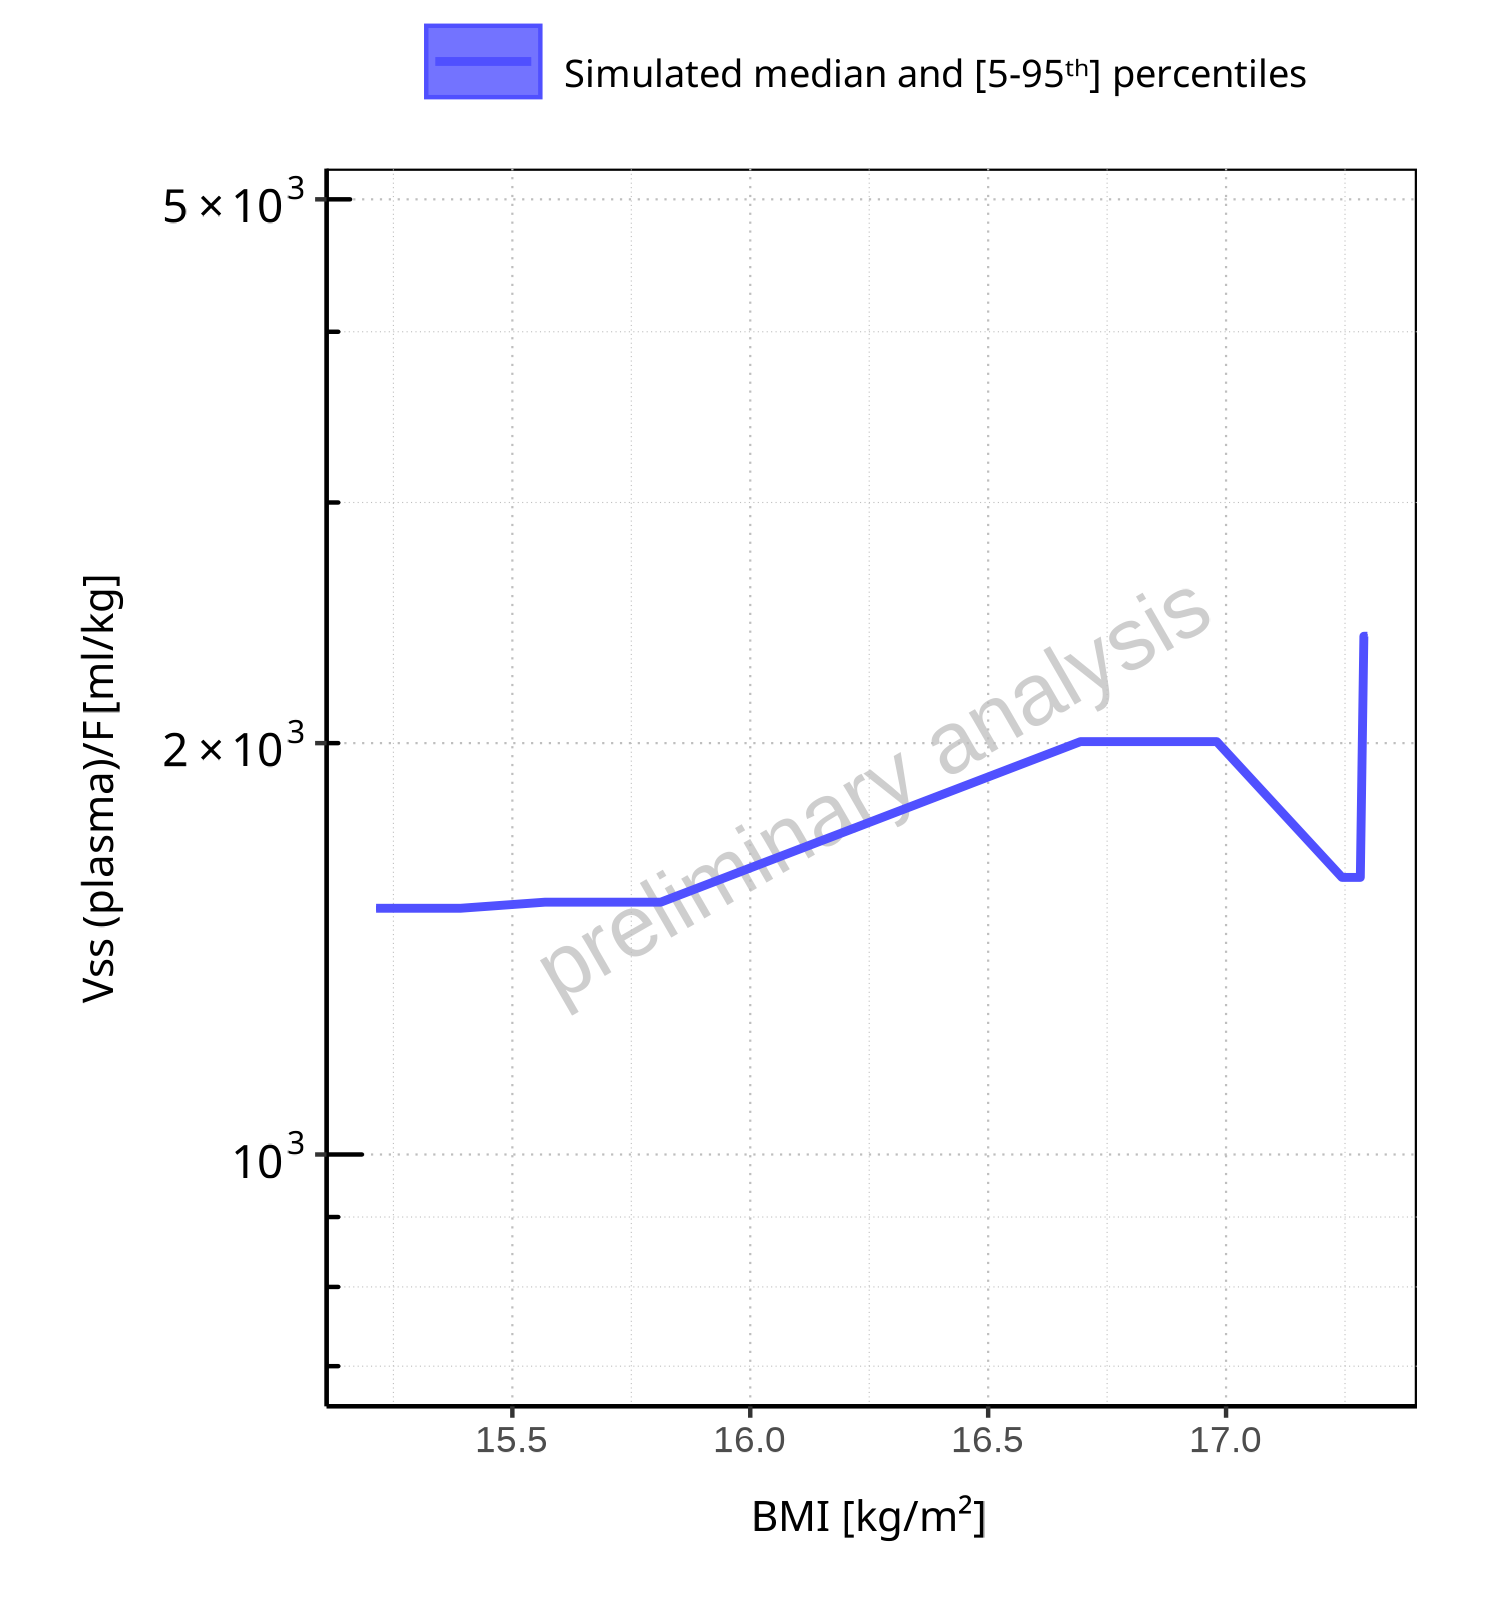 Simulated median and [5-95ᵗʰ] percentiles
5×10³
2×10³
10³
Vss (plasma)/F[ml/kg]
preliminary analysis
15.5 16.0 16.5 17.0
BMI [kg/m²]